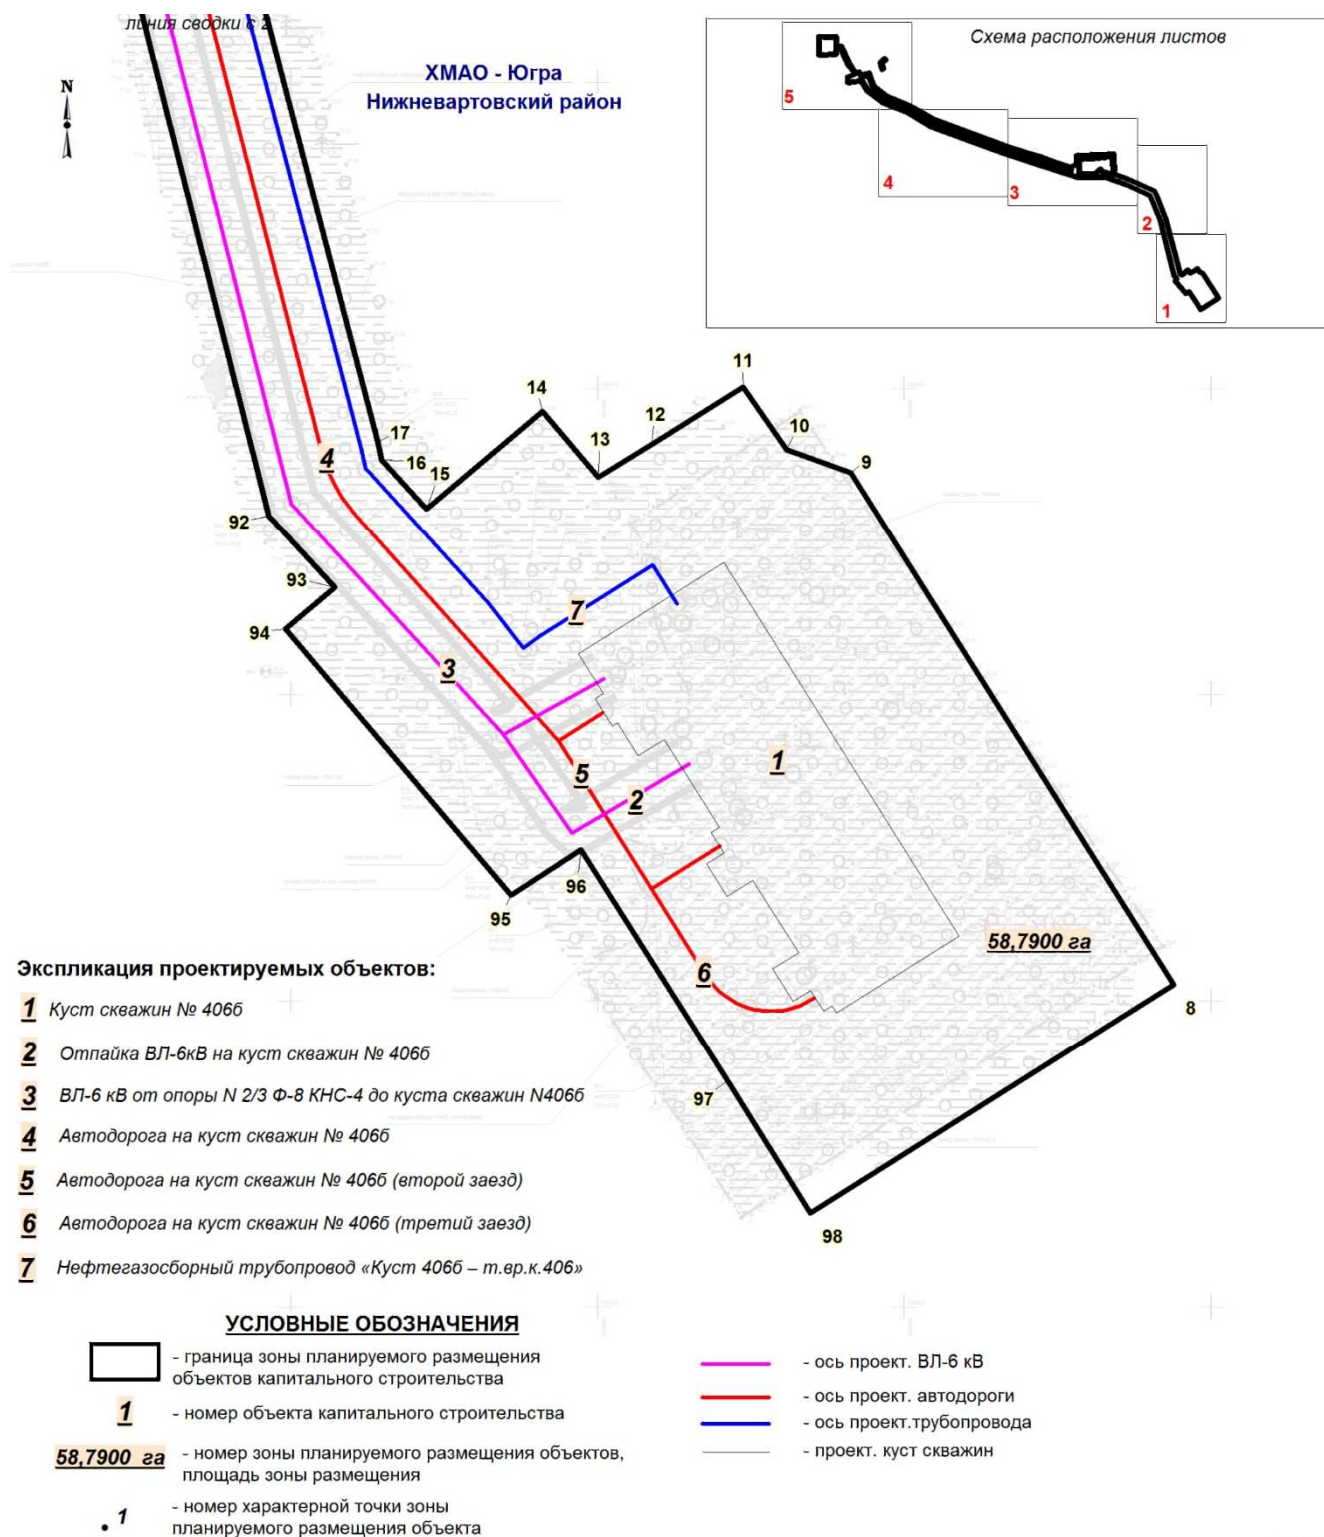 линия сводки с 2
N
ХМАО - Югра
Нижневартовский район
Схема расположения листов
5
4
3
2
1
11
14
12
10
13
9
17
16
15
4
92
93
7
94
3
1
5
2
96
95
58,7900 га
6
8
97
98
Экспликация проектируемых объектов:
1 Куст скважин № 406б
2 Отпайка ВЛ-6кВ на куст скважин № 406б
3 ВЛ-6 кВ от опоры N 2/3 Ф-8 КНС-4 до куста скважин N406б
4 Автодорога на куст скважин № 406б
5 Автодорога на куст скважин № 406б (второй заезд)
6 Автодорога на куст скважин № 406б (третий заезд)
7 Нефтегазосборный трубопровод «Куст 406б – т.вр.к.406»
УСЛОВНЫЕ ОБОЗНАЧЕНИЯ
- граница зоны планируемого размещения
объектов капитального строительства
1 - номер объекта капитального строительства
58,7900 га - номер зоны планируемого размещения объектов,
площадь зоны размещения
1 - номер характерной точки зоны
планируемого размещения объекта
- ось проект. ВЛ-6 кВ
- ось проект. автодороги
- ось проект.трубопровода
- проект. куст скважин